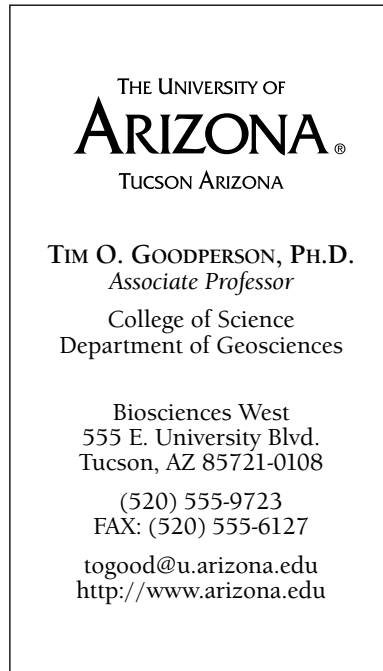 THE UNIVERSITY OF
ARIZONA®
TUCSON ARIZONA
TIM O. GOODPERSON, PH.D.
Associate Professor
College of Science
Department of Geosciences
Biosciences West
555 E. University Blvd.
Tucson, AZ 85721-0108
(520) 555-9723
FAX: (520) 555-6127
togood@u.arizona.edu
http://www.arizona.edu